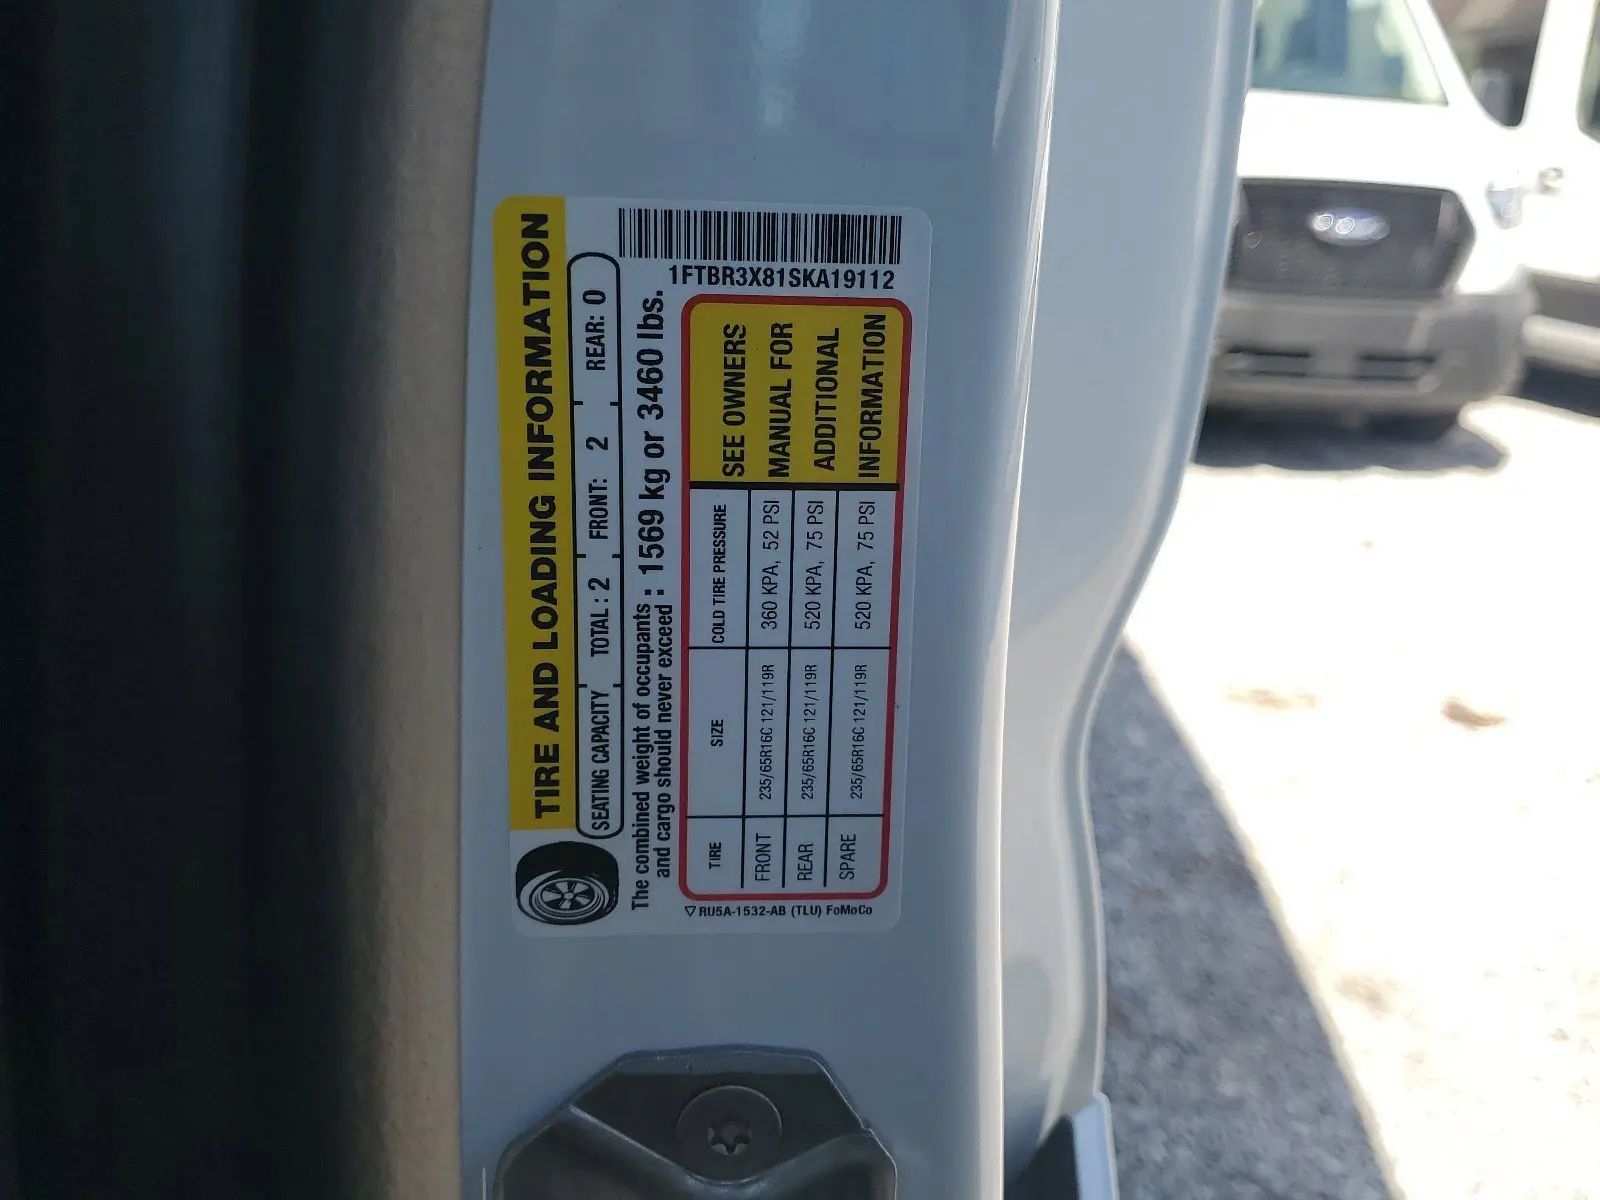 1FTBR3X81SKA19112
TIRE AND LOADING INFORMATION
SEATING CAPACITY TOTAL : 2 FRONT: 2 REAR: 0
The combined weight of occupants
and cargo should never exceed : 1569 kg or 3460 lbs.
TIRE SIZE COLD TIRE PRESSURE
FRONT 235/65R16C 121/119R 360 KPA, 52 PSI
REAR 235/65R16C 121/119R 520 KPA, 75 PSI
SPARE 235/65R16C 121/119R 520 KPA, 75 PSI
SEE OWNERS
MANUAL FOR
ADDITIONAL
INFORMATION
RU5A-1532-AB (TLU) FoMoCo
Ford